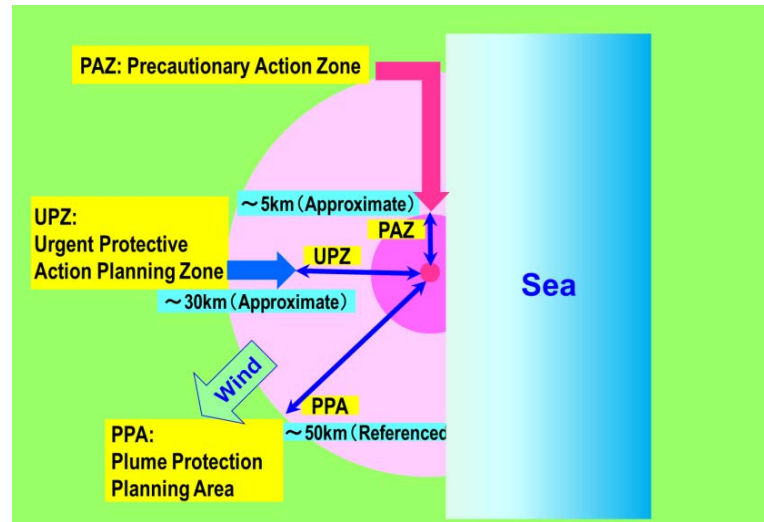 PAZ: Precautionary Action Zone
～5km（Approximate）
PAZ
UPZ:
Urgent Protective
Action Planning Zone
UPZ
～30km（Approximate）
Sea
Wind
PPA
～50km（Referenced
PPA:
Plume Protection
Planning Area